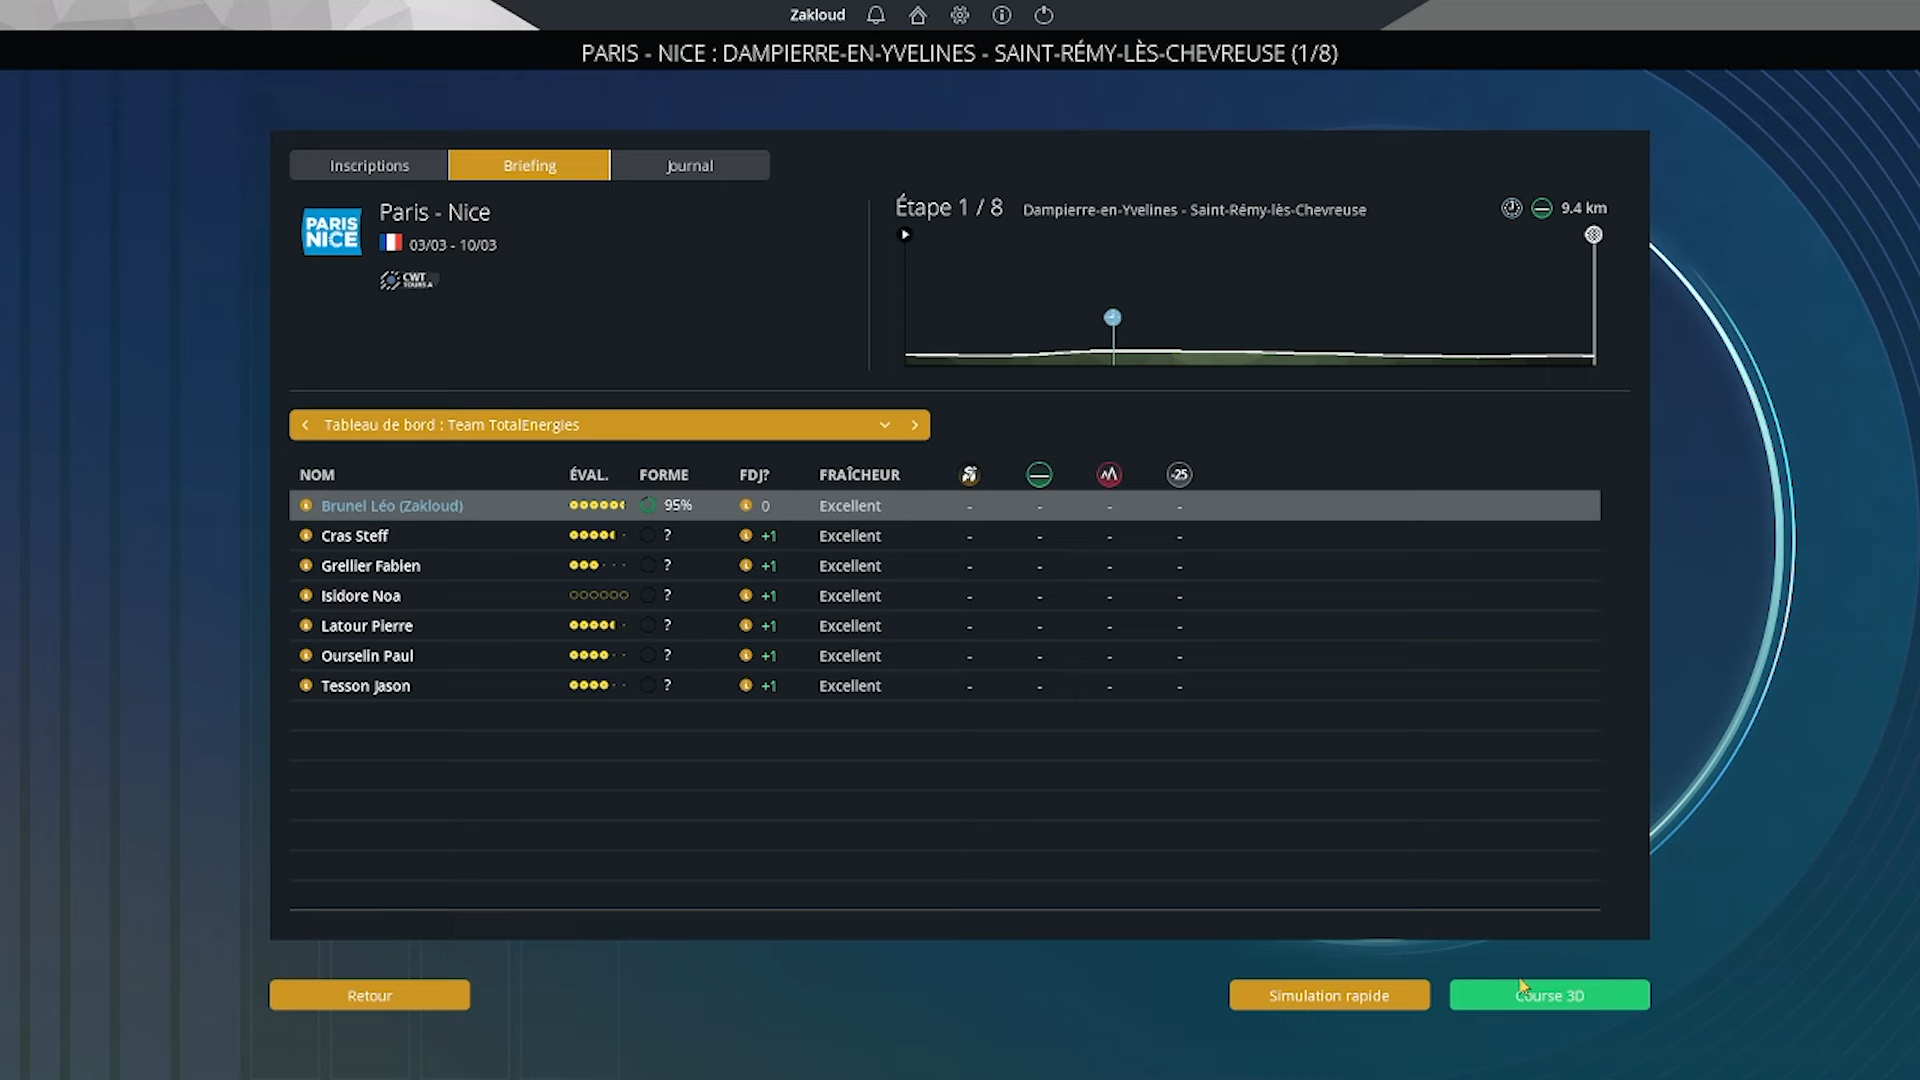 Zakloud
PARIS - NICE : DAMPIERRE-EN-YVELINES - SAINT-RÉMY-LÈS-CHEVREUSE (1/8)
Inscriptions Briefing Journal
PARIS NICE
Paris - Nice
03/03 - 10/03
CWT TOURS A
Étape 1 / 8 Dampierre-en-Yvelines - Saint-Rémy-lès-Chevreuse 9.4 km
Tableau de bord : Team TotalEnergies
NOM ÉVAL. FORME FDJ? FRAÎCHEUR -25
Brunel Léo (Zakloud) 95% 0 Excellent - - - -
Cras Steff ? +1 Excellent - - - -
Grellier Fabien ? +1 Excellent - - - -
Isidore Noa ? +1 Excellent - - - -
Latour Pierre ? +1 Excellent - - - -
Ourselin Paul ? +1 Excellent - - - -
Tesson Jason ? +1 Excellent - - - -
Retour Simulation rapide Course 3D